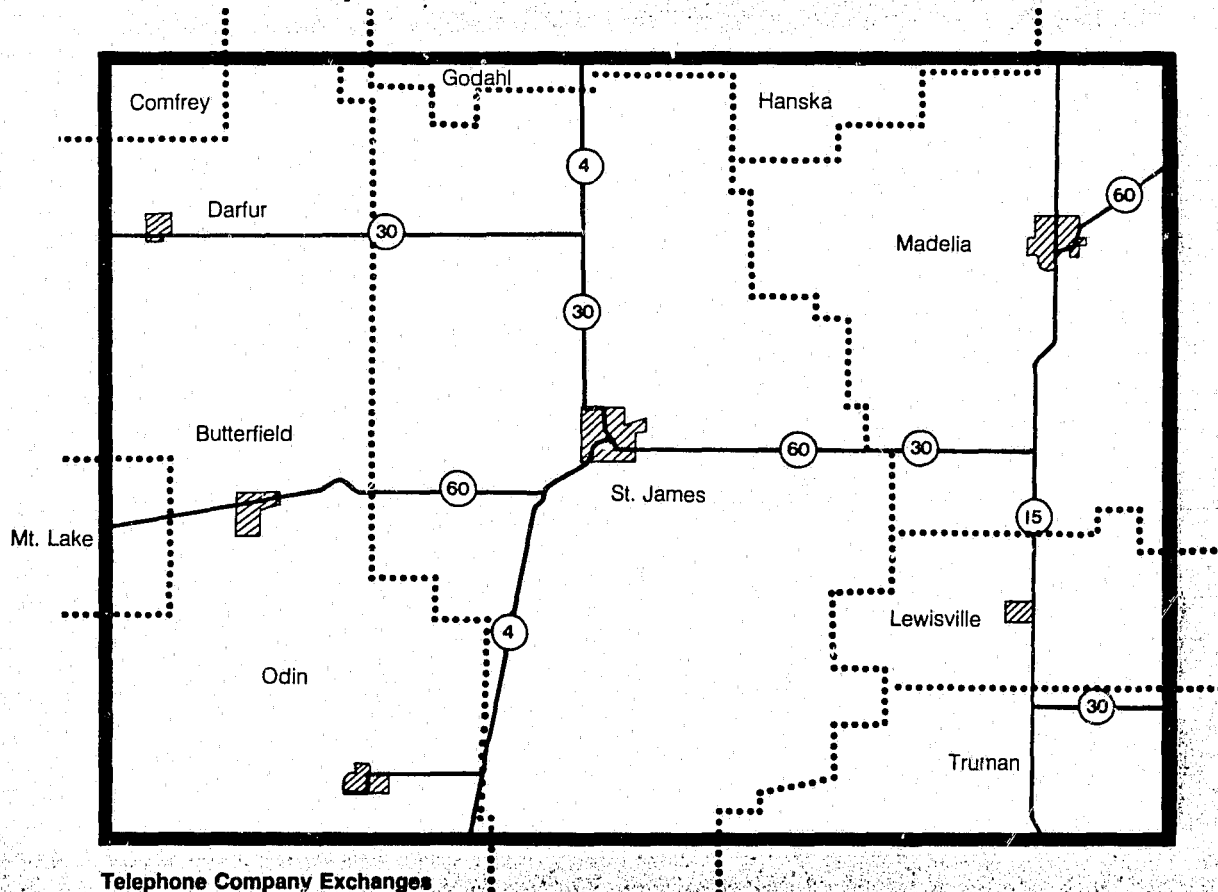 Godahl
Comfrey
Hanska
4
60
Darfur
30
Madelia
30
Butterfield
60
30
60
St. James
15
Mt. Lake
Lewisville
4
Odin
30
Truman
Telephone Company Exchanges